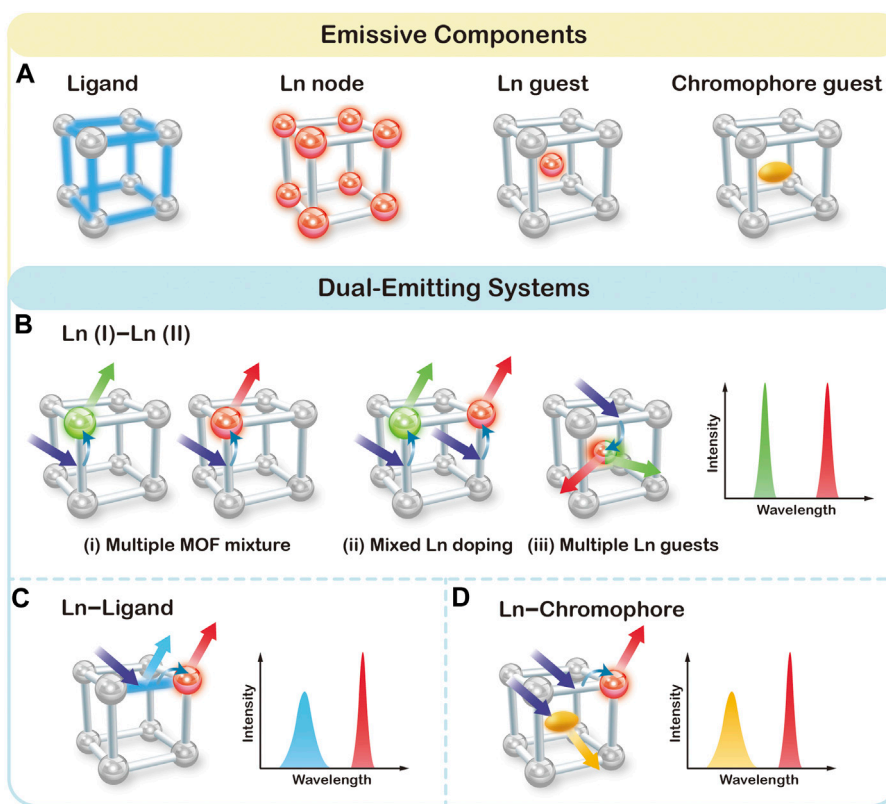 Emissive Components
A
Ligand
Ln node
Ln guest
Chromophore guest
Dual-Emitting Systems
B
Ln (I)–Ln (II)
Intensity
Wavelength
(i) Multiple MOF mixture
(ii) Mixed Ln doping
(iii) Multiple Ln guests
C
Ln–Ligand
Intensity
Wavelength
D
Ln–Chromophore
Intensity
Wavelength